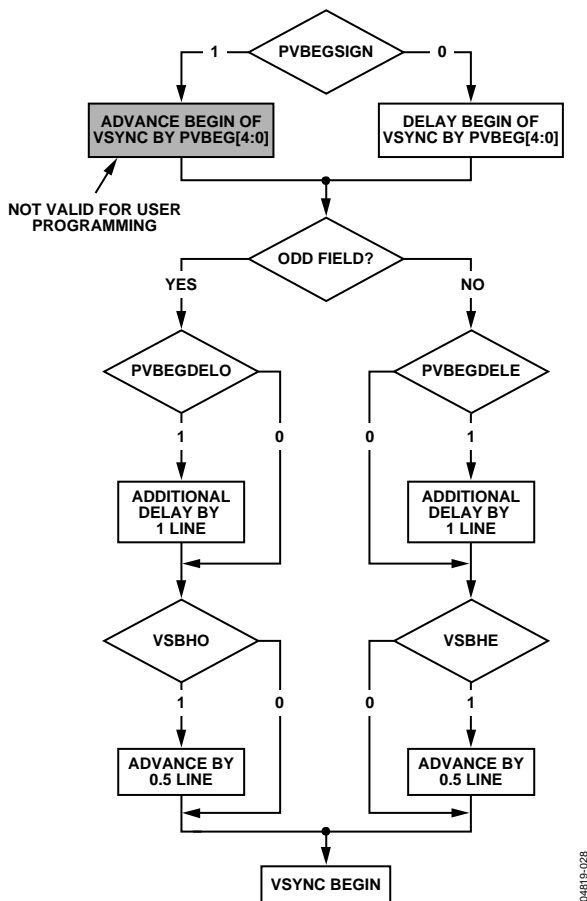 PVBEGSIGN
1
0
ADVANCE BEGIN OF
VSYNC BY PVBEG[4:0]
DELAY BEGIN OF
VSYNC BY PVBEG[4:0]
NOT VALID FOR USER
PROGRAMMING
ODD FIELD?
YES
NO
PVBEGDELO
PVBEGDELE
1
0
0
1
ADDITIONAL
DELAY BY
1 LINE
ADDITIONAL
DELAY BY
1 LINE
VSBHO
VSBHE
1
0
0
1
ADVANCE BY
0.5 LINE
ADVANCE BY
0.5 LINE
VSYNC BEGIN
04819-028